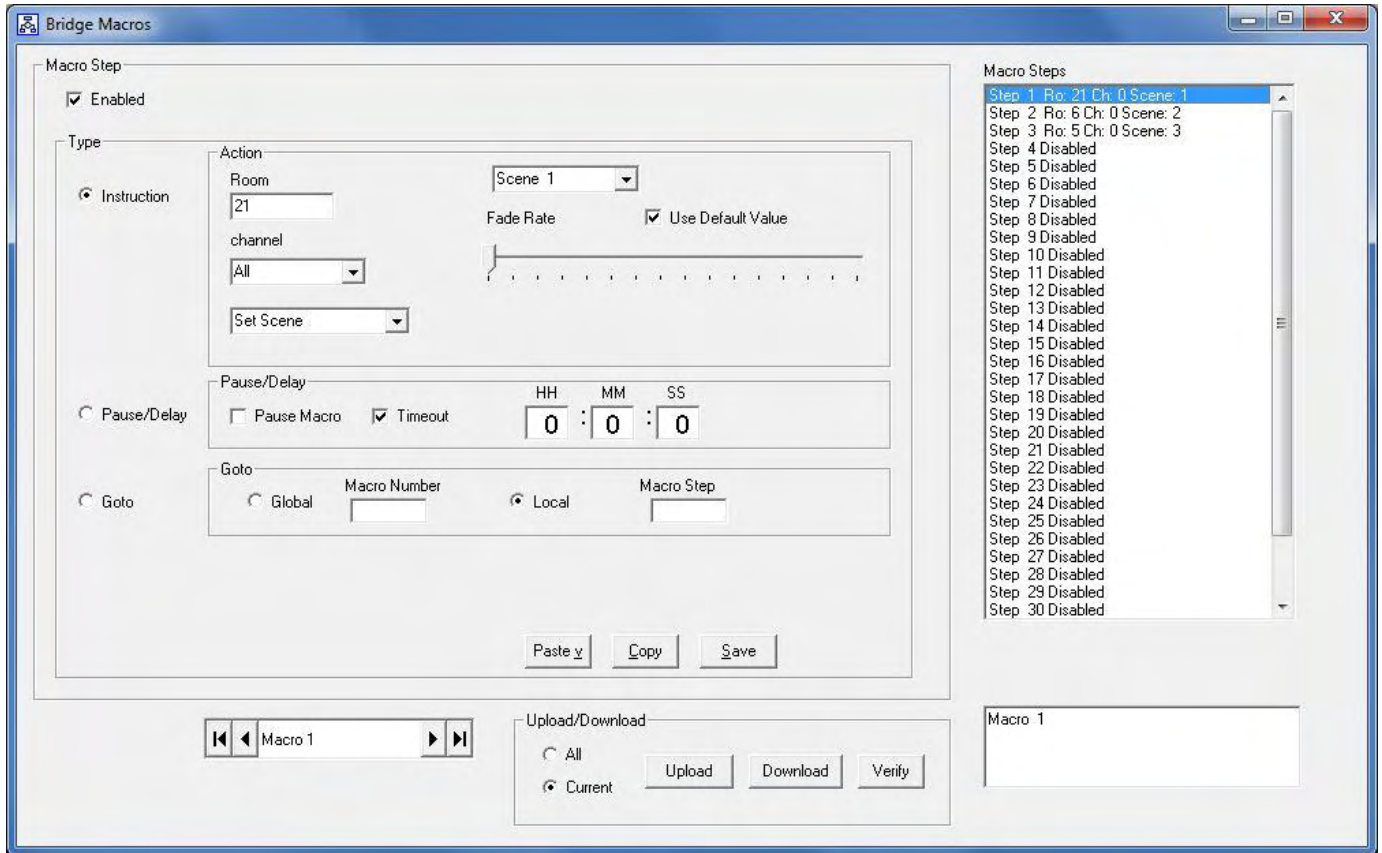 Bridge Macros
Macro Step
Enabled
Type
Instruction
Action
Room
21
channel
All
Set Scene
Scene 1
Fade Rate
Use Default Value
Pause/Delay
Pause/Delay
Pause Macro
Timeout
HH MM SS
0 : 0 : 0
Goto
Goto
Global
Macro Number
Local
Macro Step
Paste v
Copy
Save
Macro 1
Upload/Download
All
Current
Upload
Download
Verify
Macro Steps
Step 1 Ro: 21 Ch: 0 Scene: 1
Step 2 Ro: 6 Ch: 0 Scene: 2
Step 3 Ro: 5 Ch: 0 Scene: 3
Step 4 Disabled
Step 5 Disabled
Step 6 Disabled
Step 7 Disabled
Step 8 Disabled
Step 9 Disabled
Step 10 Disabled
Step 11 Disabled
Step 12 Disabled
Step 13 Disabled
Step 14 Disabled
Step 15 Disabled
Step 16 Disabled
Step 17 Disabled
Step 18 Disabled
Step 19 Disabled
Step 20 Disabled
Step 21 Disabled
Step 22 Disabled
Step 23 Disabled
Step 24 Disabled
Step 25 Disabled
Step 26 Disabled
Step 27 Disabled
Step 28 Disabled
Step 29 Disabled
Step 30 Disabled
Macro 1